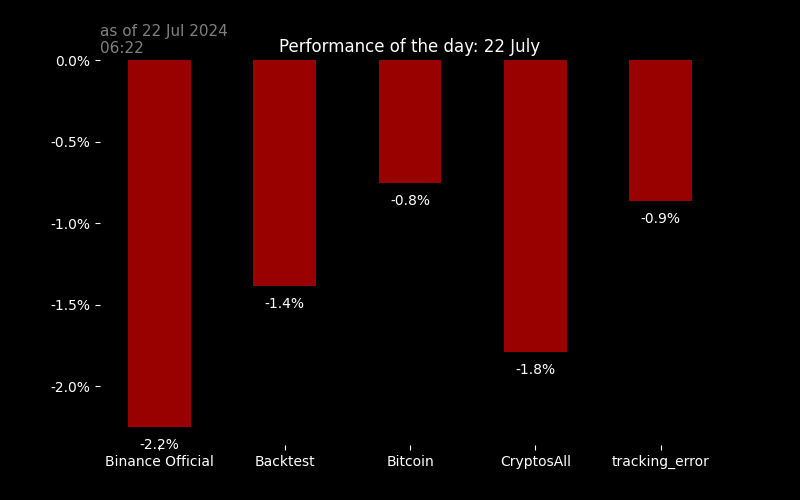 as of 22 Jul 2024
06:22
Performance of the day: 22 July
0.0%
-0.5%
-1.0%
-1.5%
-2.0%
-2.2%
-1.4%
-0.8%
-1.8%
-0.9%
Binance Official
Backtest
Bitcoin
CryptosAll
tracking_error